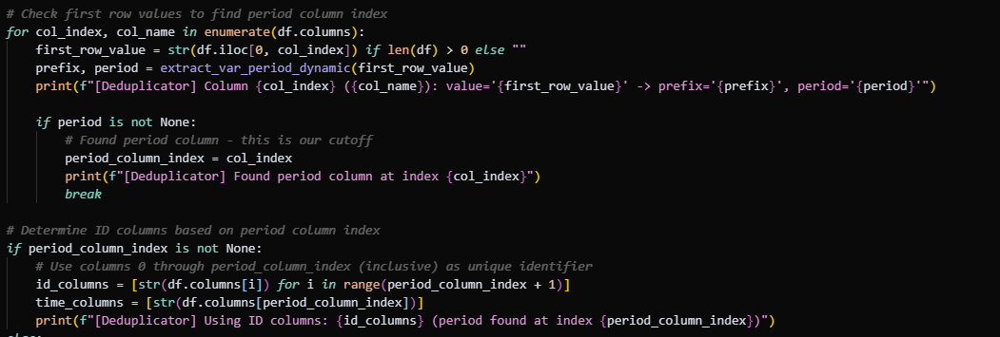 # Check first row values to find period column index
for col_index, col_name in enumerate(df.columns):
    first_row_value = str(df.iloc[0, col_index]) if len(df) > 0 else ""
    prefix, period = extract_var_period_dynamic(first_row_value)
    print(f"[Deduplicator] Column {col_index} ({col_name}): value='{first_row_value}' -> prefix='{prefix}', period='{period}'")

    if period is not None:
        # Found period column - this is our cutoff
        period_column_index = col_index
        print(f"[Deduplicator] Found period column at index {col_index}")
        break

# Determine ID columns based on period column index
if period_column_index is not None:
    # Use columns 0 through period_column_index (inclusive) as unique identifier
    id_columns = [str(df.columns[i]) for i in range(period_column_index + 1)]
    time_columns = [str(df.columns[period_column_index])]
    print(f"[Deduplicator] Using ID columns: {id_columns} (period found at index {period_column_index})")